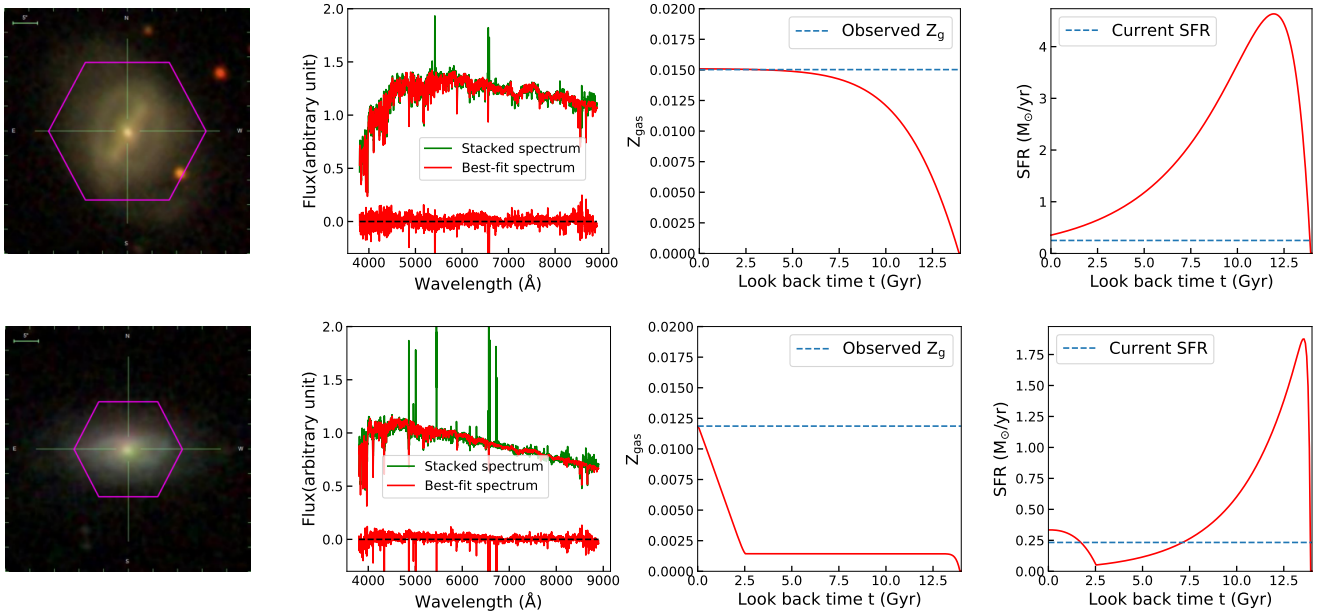 5"
N
E
W
S
2.0
1.5
1.0
0.5
0.0
Flux(arbitrary unit)
Stacked spectrum
Best-fit spectrum
4000 5000 6000 7000 8000 9000
Wavelength (Å)
0.0200
0.0175
0.0150
0.0125
0.0100
0.0075
0.0050
0.0025
0.0000
Z_gas
Observed Z_g
0.0 2.5 5.0 7.5 10.0 12.5
Look back time t (Gyr)
4
3
2
1
0
SFR (M_⊙/yr)
Current SFR
0.0 2.5 5.0 7.5 10.0 12.5
Look back time t (Gyr)
5"
N
E
W
S
2.0
1.5
1.0
0.5
0.0
Flux(arbitrary unit)
Stacked spectrum
Best-fit spectrum
4000 5000 6000 7000 8000 9000
Wavelength (Å)
0.0200
0.0175
0.0150
0.0125
0.0100
0.0075
0.0050
0.0025
0.0000
Z_gas
Observed Z_g
0.0 2.5 5.0 7.5 10.0 12.5
Look back time t (Gyr)
1.75
1.50
1.25
1.00
0.75
0.50
0.25
0.00
SFR (M_⊙/yr)
Current SFR
0.0 2.5 5.0 7.5 10.0 12.5
Look back time t (Gyr)